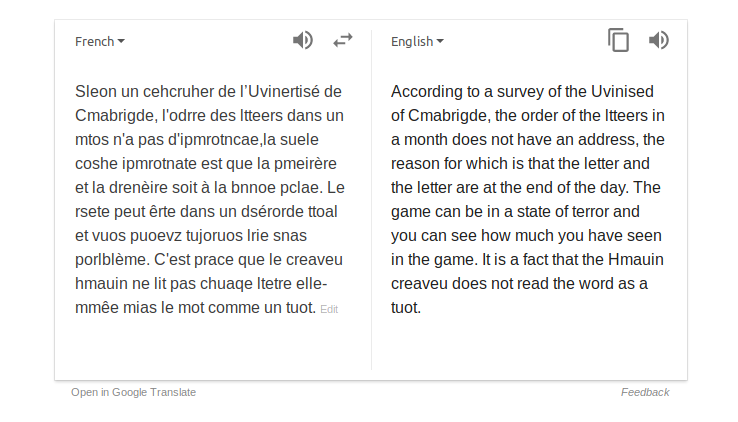 French
English
Sleon un cehcruher de l’Uvinertisé de
Cmabrigde, l'odrre des ltteers dans un
mtos n'a pas d'ipmrotncae,la suele
coshe ipmrotnate est que la pmeirère
et la drenèire soit à la bnnoe pclae. Le
rsete peut êrte dans un dsérorde ttoal
et vuos puoevz tujoruos lrie snas
porlblème. C'est prace que le creaveu
hmauin ne lit pas chuaqe ltetre elle-
mmêe mias le mot comme un tuot. Edit
According to a survey of the Uvinised
of Cmabrigde, the order of the ltteers in
a month does not have an address, the
reason for which is that the letter and
the letter are at the end of the day. The
game can be in a state of terror and
you can see how much you have seen
in the game. It is a fact that the Hmauin
creaveu does not read the word as a
tuot.
Open in Google Translate
Feedback